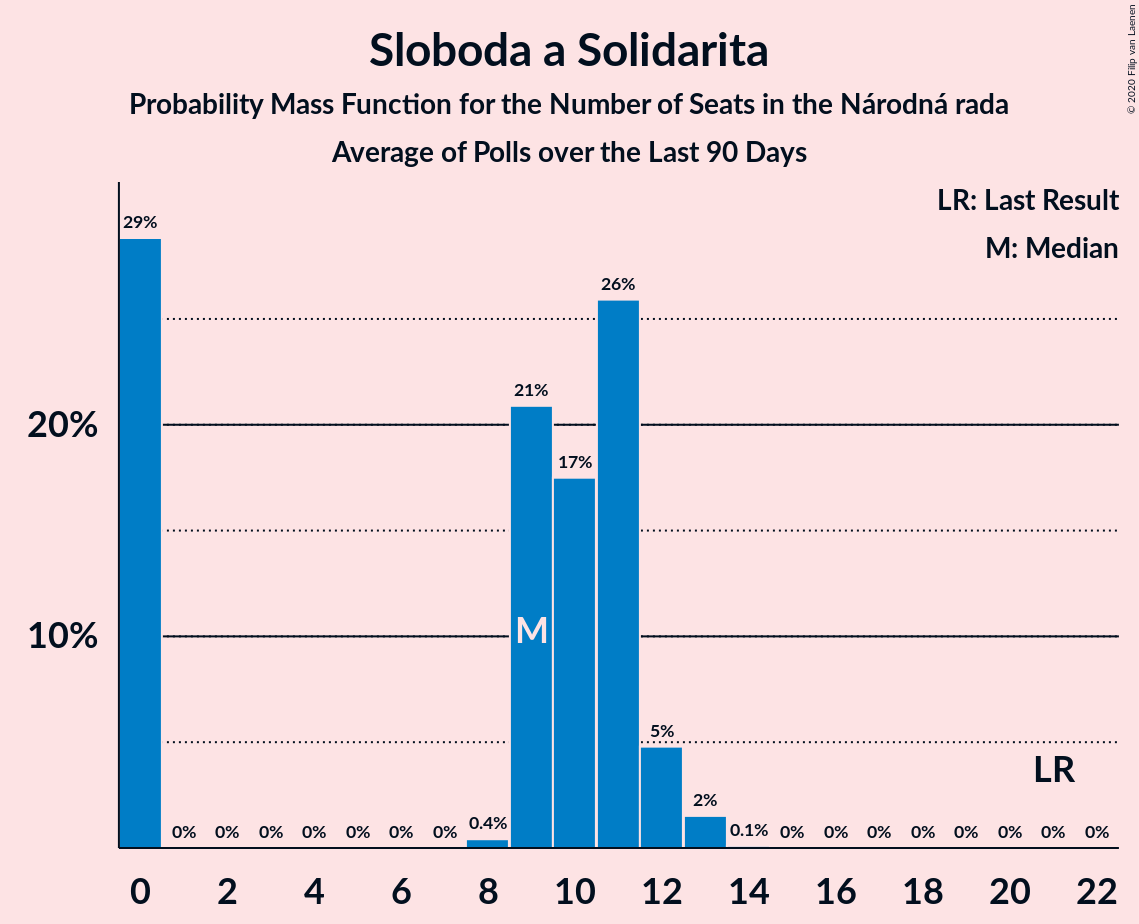 Sloboda a Solidarita
Probability Mass Function for the Number of Seats in the Národná rada
Average of Polls over the Last 90 Days
© 2020 Filip van Laenen
LR: Last Result
M: Median
29%
26%
21%
20%
17%
10%
M
5%
LR
2%
0% 0% 0% 0% 0% 0% 0% 0.4% 0.1% 0% 0% 0% 0% 0% 0% 0% 0%
0 2 4 6 8 10 12 14 16 18 20 22